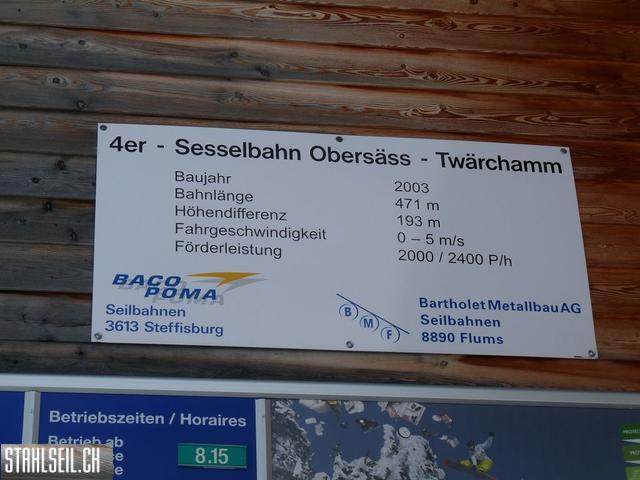 4er - Sesselbahn Obersäss - Twärchamm
Baujahr 2003
Bahnlänge 471 m
Höhendifferenz 193 m
Fahrgeschwindigkeit 0 – 5 m/s
Förderleistung 2000 / 2400 P/h
BACO
POMA
Seilbahnen
3613 Steffisburg
B M F
Bartholet Metallbau AG
Seilbahnen
8890 Flums
Betriebszeiten / Horaires
Betrieb ab
8.15
STAHLSEIL.CH